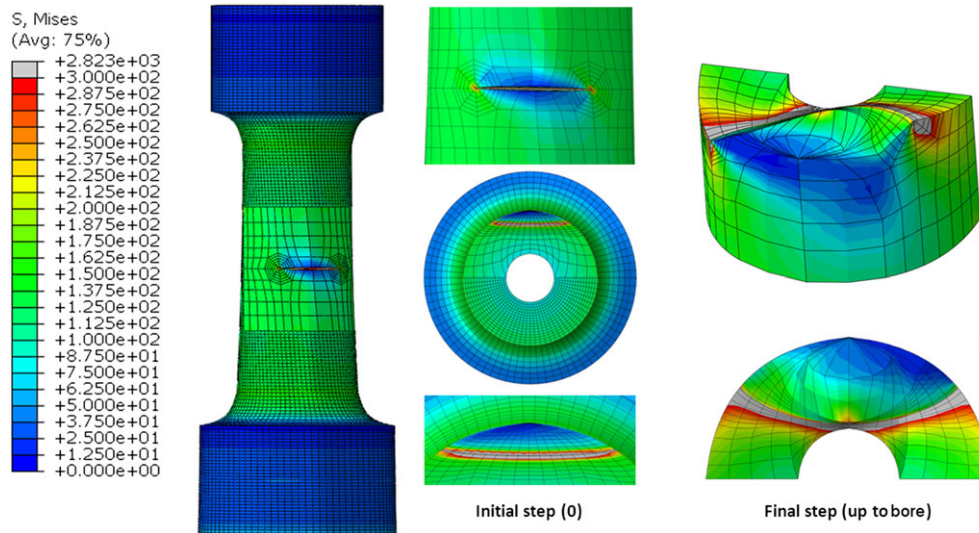 S, Mises
(Avg: 75%)
+2.823e+03
+3.000e+02
+2.875e+02
+2.750e+02
+2.625e+02
+2.500e+02
+2.375e+02
+2.250e+02
+2.125e+02
+2.000e+02
+1.875e+02
+1.750e+02
+1.625e+02
+1.500e+02
+1.375e+02
+1.250e+02
+1.125e+02
+1.000e+02
+8.750e+01
+7.500e+01
+6.250e+01
+5.000e+01
+3.750e+01
+2.500e+01
+1.250e+01
+0.000e+00
Initial step (0)
Final step (up to bore)